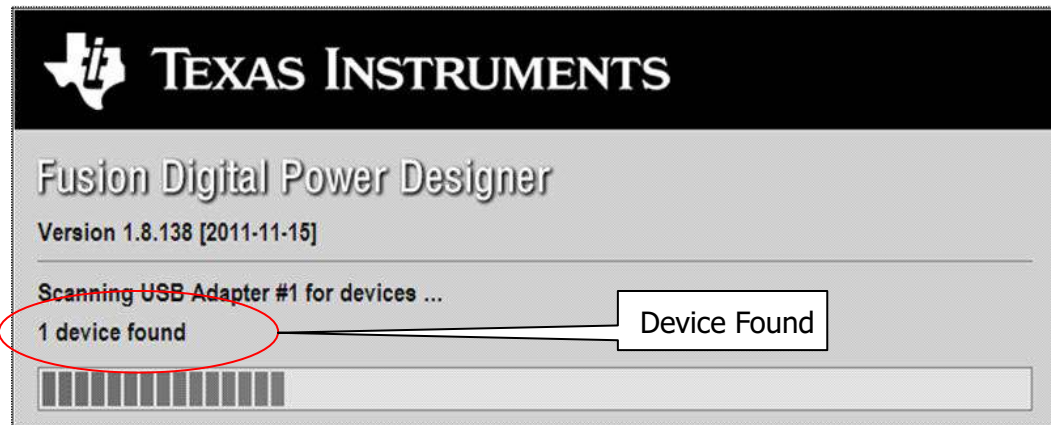 TEXAS INSTRUMENTS
Fusion Digital Power Designer
Version 1.8.138 [2011-11-15]
Scanning USB Adapter #1 for devices ...
1 device found
Device Found